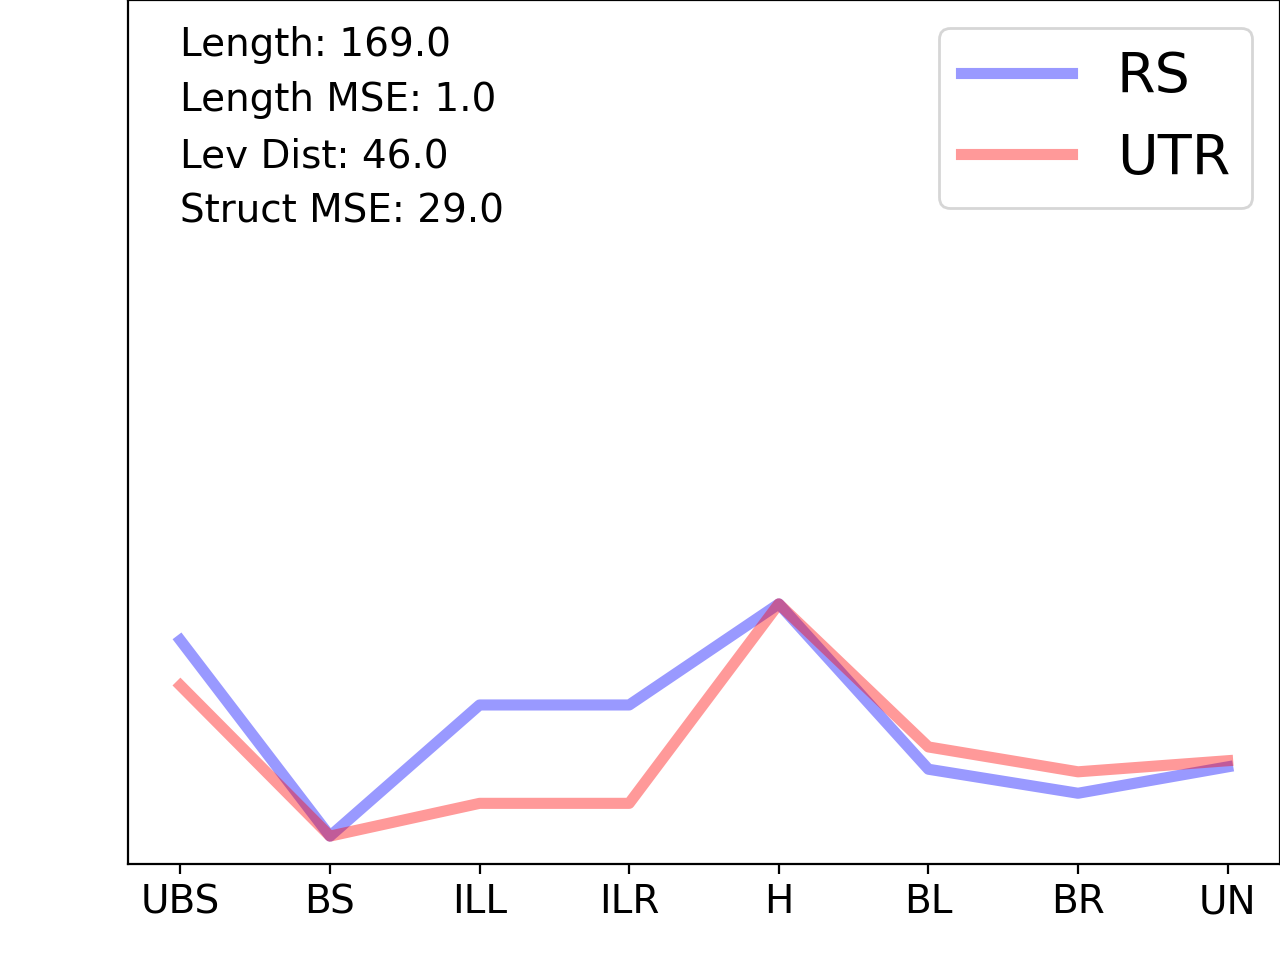 Length: 169.0
Length MSE: 1.0
Lev Dist: 46.0
Struct MSE: 29.0
RS
UTR
UBS BS ILL ILR H BL BR UN